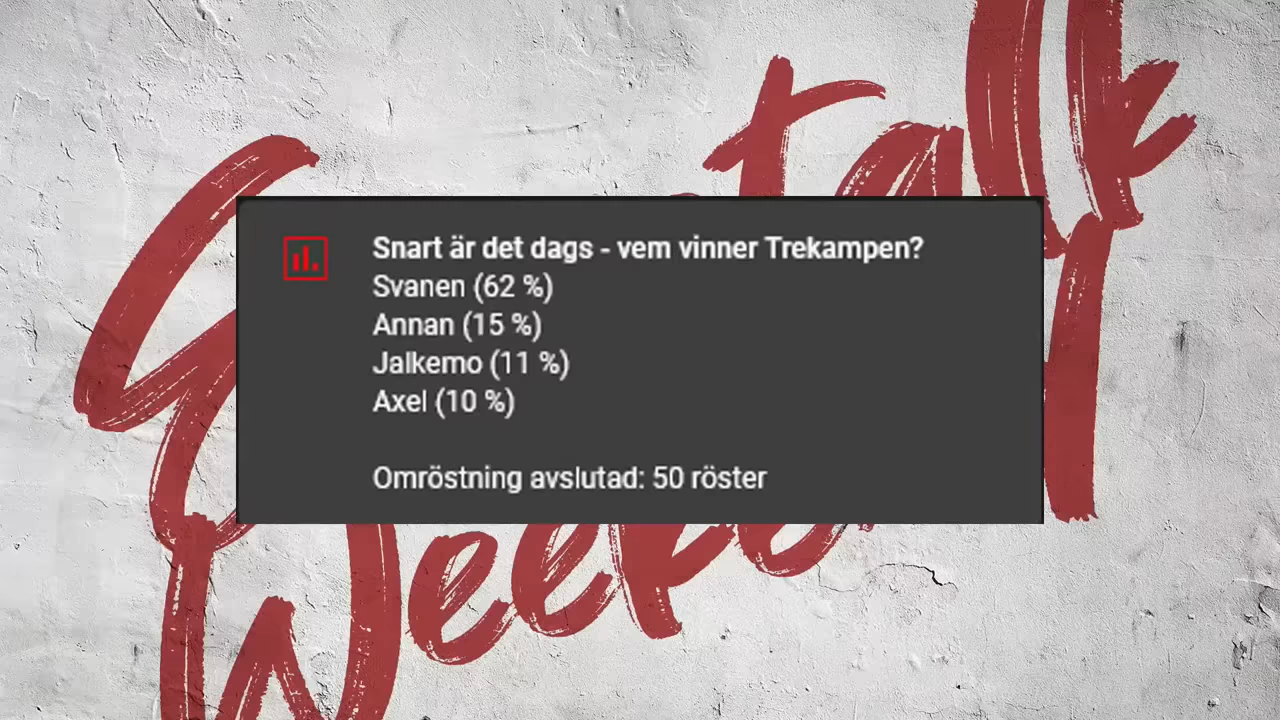 Snart är det dags - vem vinner Trekampen?
Svanen (62 %)
Annan (15 %)
Jalkemo (11 %)
Axel (10 %)
Omröstning avslutad: 50 röster